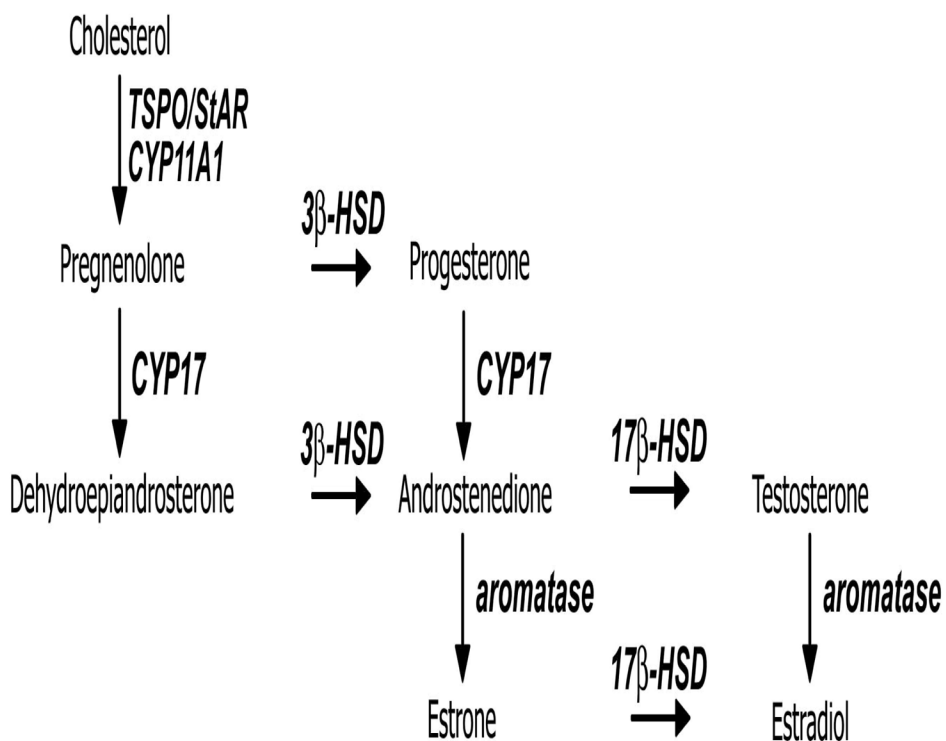 Cholesterol
TSPO/StAR
CYP11A1
3β-HSD
Pregnenolone
Progesterone
CYP17
CYP17
3β-HSD
17β-HSD
Dehydroepiandrosterone
Androstenedione
Testosterone
aromatase
aromatase
17β-HSD
Estrone
Estradiol